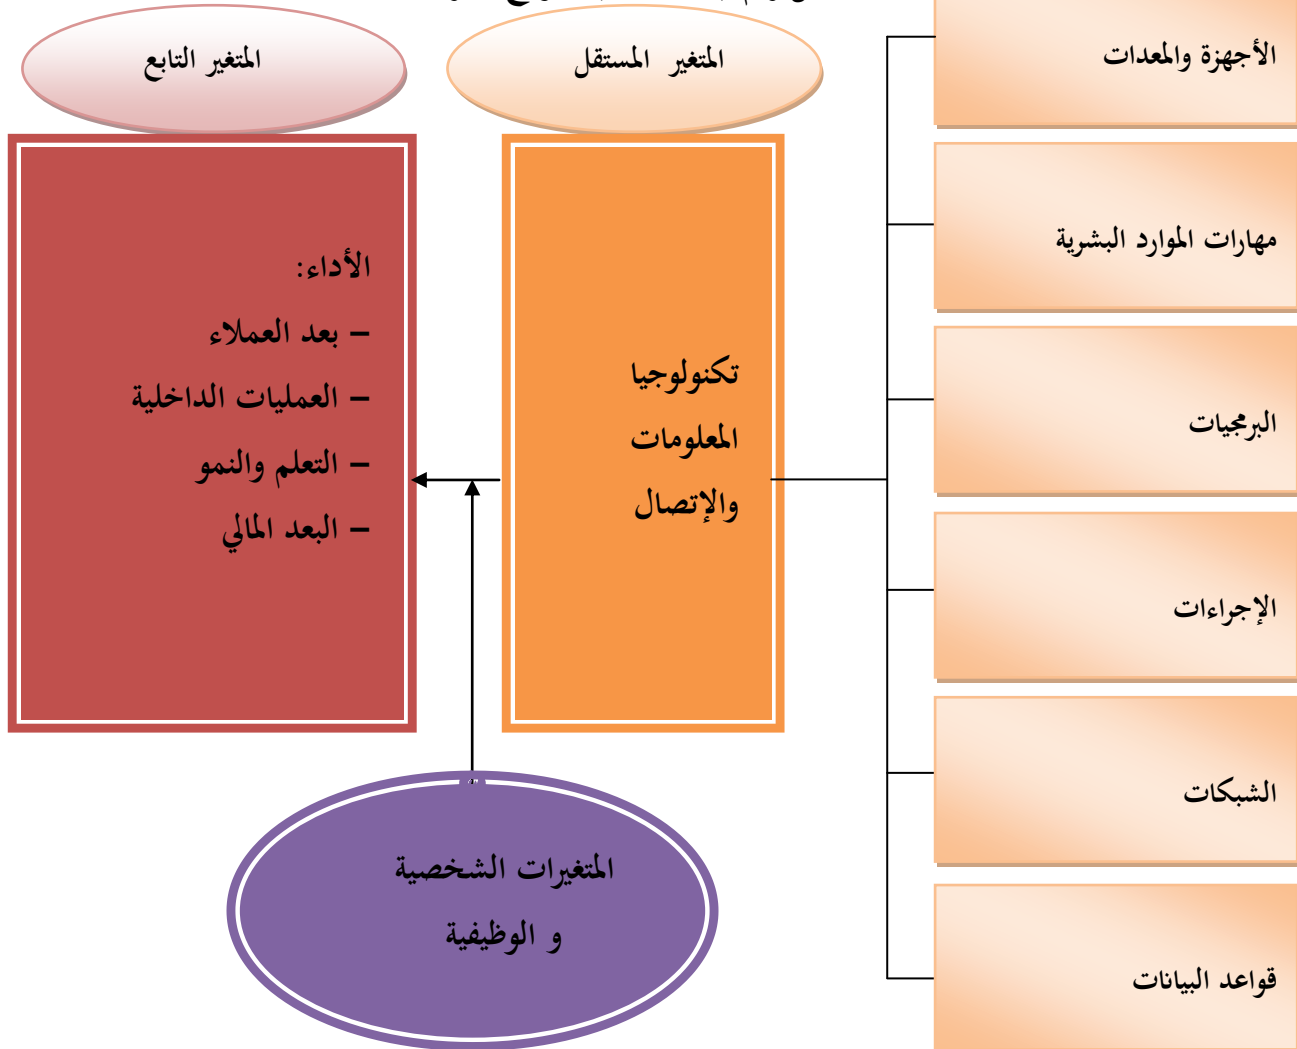 الأجهزة والمعدات
المتغير المستقل
المتغير التابع
مهارات الموارد البشرية
البرمجيات
الإجراءات
الشبكات
قواعد البيانات
تكنولوجيا
المعلومات
والإتصال
الأداء:
– بعد العملاء
– العمليات الداخلية
– التعلم والنمو
– البعد المالي
المتغيرات الشخصية
و الوظيفية